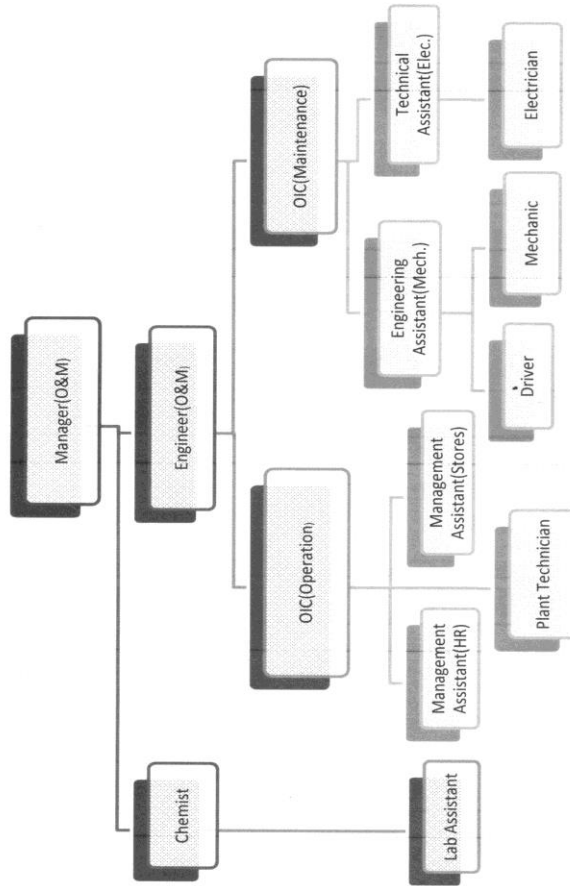 Manager(O&M)
Chemist
Engineer(O&M)
OIC(Operation)
OIC(Maintenance)
Lab Assistant
Management
Assistant(HR)
Management
Assistant(Stores)
Engineering
Assistant(Mech.)
Technical
Assistant(Elec.)
Plant Technician
Driver
Mechanic
Electrician